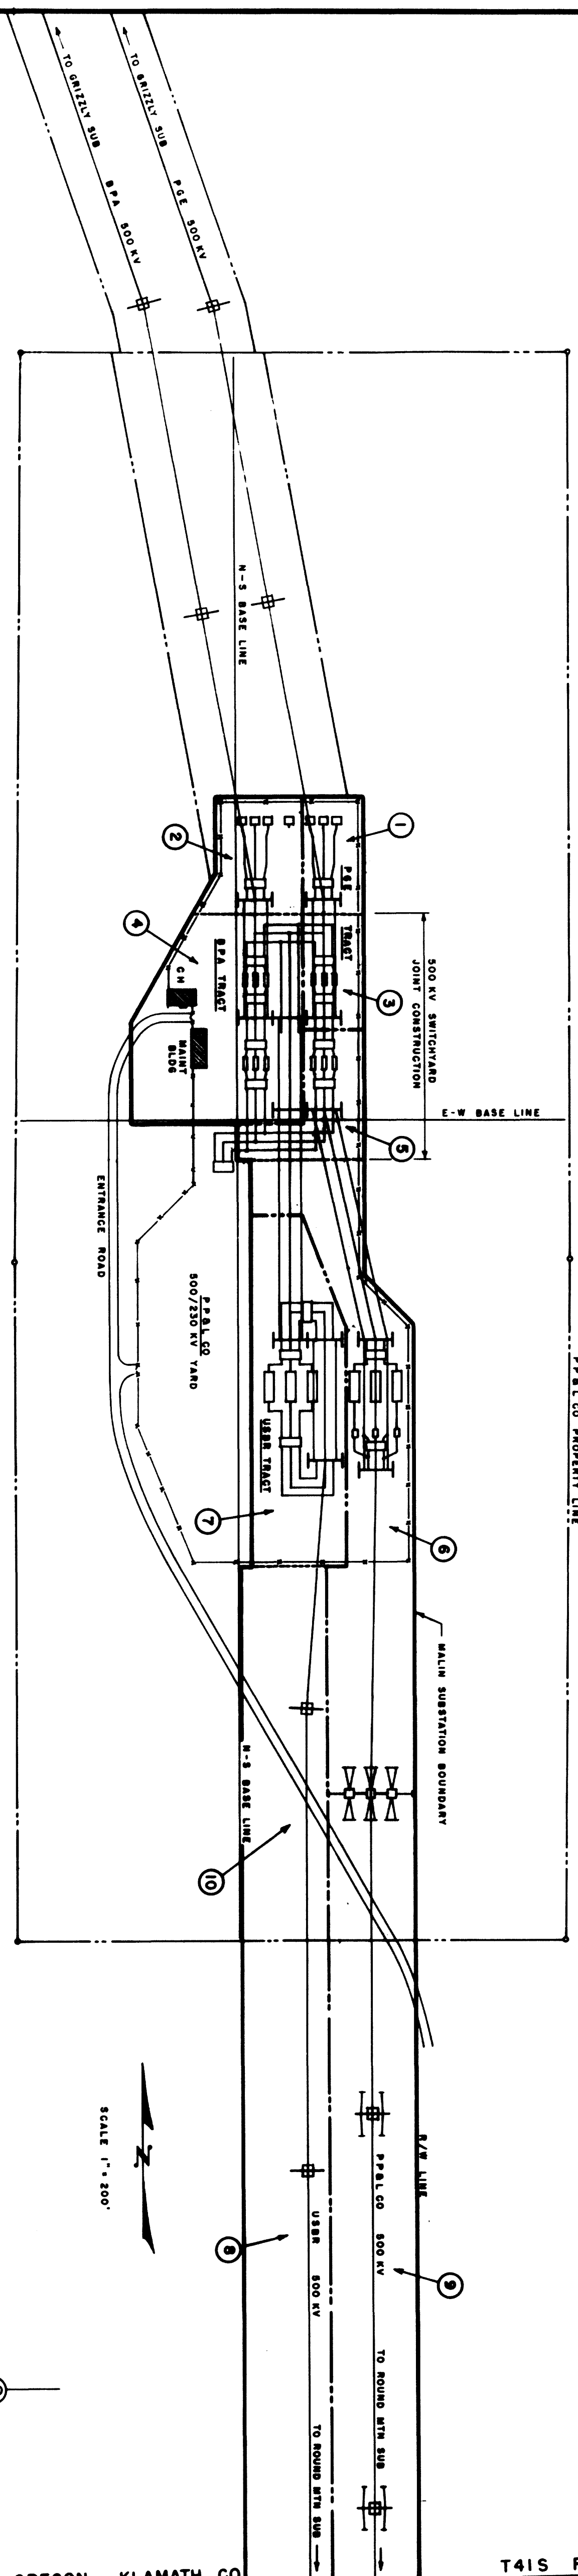 TO GRIZZLY SUB BPA 500 KV
TO GRIZZLY SUB PGE 500 KV
N-S BASE LINE
1
2
PGE TRACT
4
BPA TRACT
3
500 KV SWITCHYARD
JOINT CONSTRUCTION
CH
MAINT
BLDG
E-W BASE LINE
5
ENTRANCE ROAD
PP&L CO
500/230 KV YARD
PP&L CO PROPERTY LINE
USBR TRACT
7
6
MALIN SUBSTATION BOUNDARY
N-S BASE LINE
10
N
SCALE 1" = 200'
R/W LINE
USBR 500 KV
8
PP&L CO 500 KV
9
TO ROUND MTN SUB
TO ROUND MTN SUB
OREGON KLAMATH CO
T41S